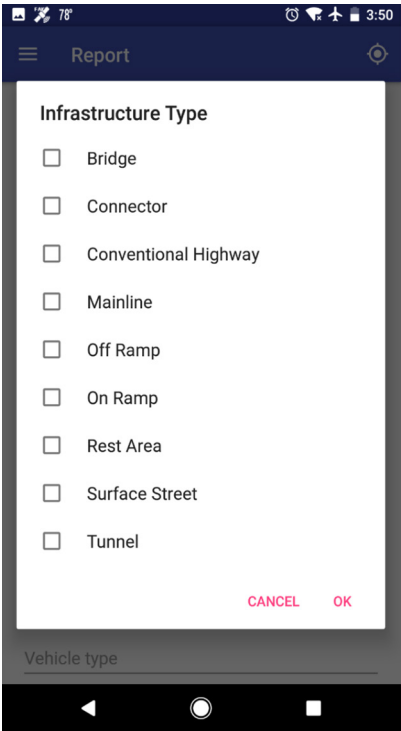 78° 3:50
Report
Infrastructure Type
Bridge
Connector
Conventional Highway
Mainline
Off Ramp
On Ramp
Rest Area
Surface Street
Tunnel
CANCEL OK
Vehicle type